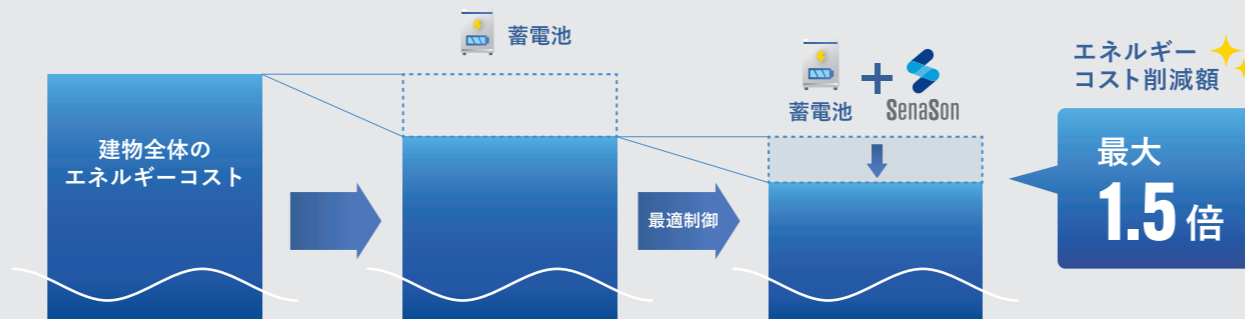 建物全体の
エネルギーコスト
蓄電池
最適制御
蓄電池
SenaSon
エネルギー
コスト削減額
最大
1.5倍